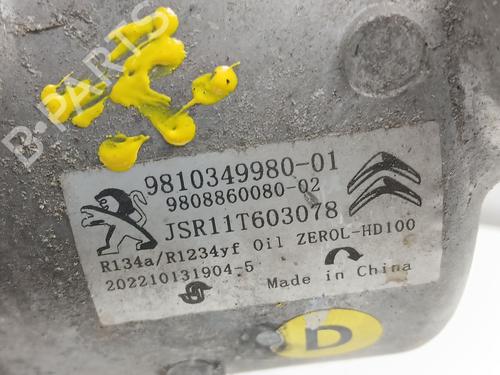 B-PARTS
9810349980-01
9808860080-02
JSR11T603078
R134a/R1234yf Oil ZEROL-HD100
202210131904-5
Made in China
D